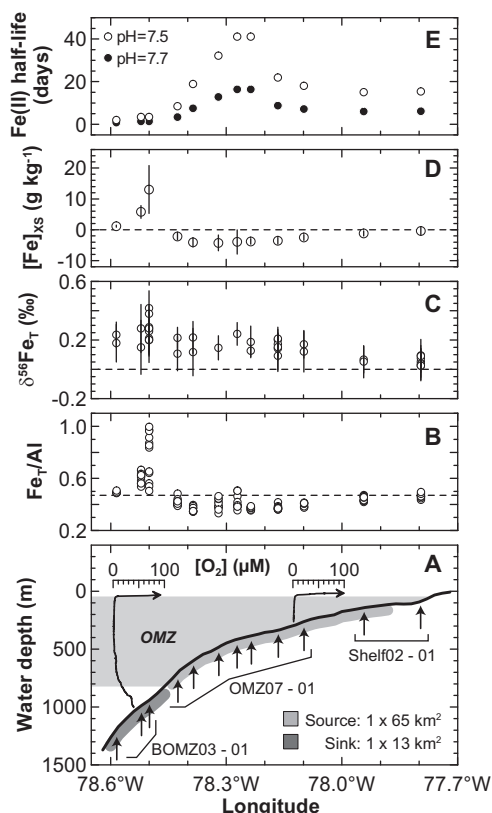 Fe(II) half-life
(days)
40
20
0
pH=7.5
pH=7.7
E
[Fe]XS (g kg⁻¹)
20
10
0
-10
D
δ⁵⁶FeT (‰)
0.6
0.2
-0.2
C
FeT/Al
1.0
0.6
0.2
B
Water depth (m)
0
500
1000
1500
0 100 [O₂] (µM) 0 100
A
OMZ
Shelf02 - 01
OMZ07 - 01
BOMZ03 - 01
Source: 1 x 65 km²
Sink: 1 x 13 km²
78.6°W 78.3°W 78.0°W 77.7°W
Longitude